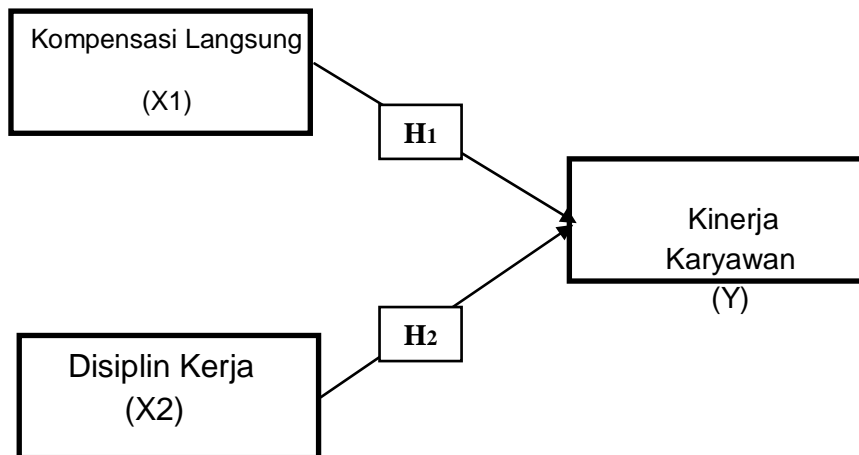 Kompensasi Langsung
(X1)
H1
Kinerja
Karyawan
(Y)
H2
Disiplin Kerja
(X2)